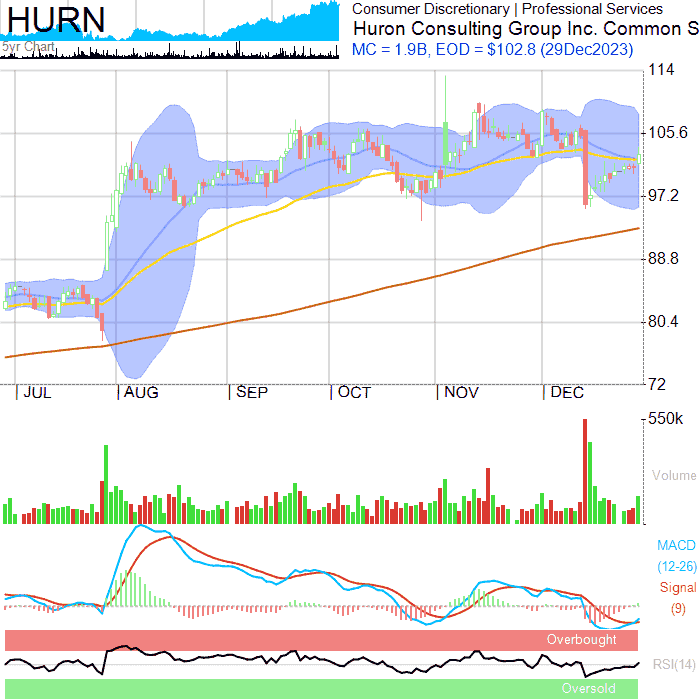 HURN
5yr Chart
Consumer Discretionary | Professional Services
Huron Consulting Group Inc. Common S
MC = 1.9B, EOD = $102.8 (29Dec2023)
114
105.6
97.2
88.8
80.4
72
JUL AUG SEP OCT NOV DEC
550k
Volume
MACD
(12-26)
Signal
(9)
Overbought
RSI(14)
Oversold